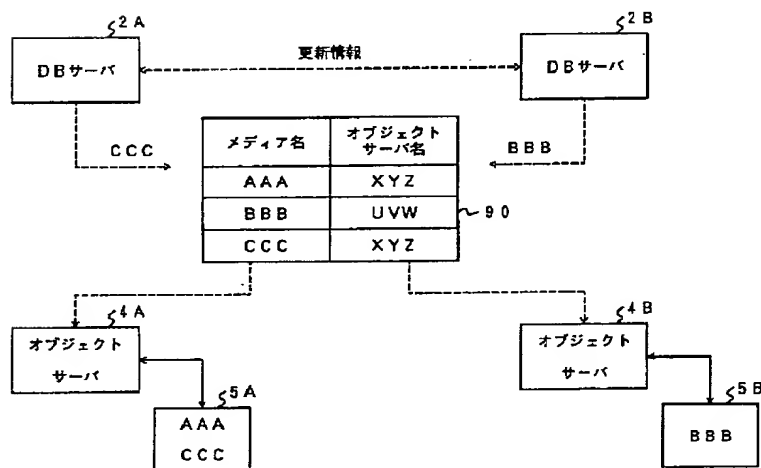 2A
2B
DBサーバ
更新情報
DBサーバ
CCC
BBB
メディア名
オブジェクト
サーバ名
AAA
XYZ
BBB
UVW
90
CCC
XYZ
4A
4B
オブジェクト
サーバ
オブジェクト
サーバ
5A
5B
AAA
CCC
BBB